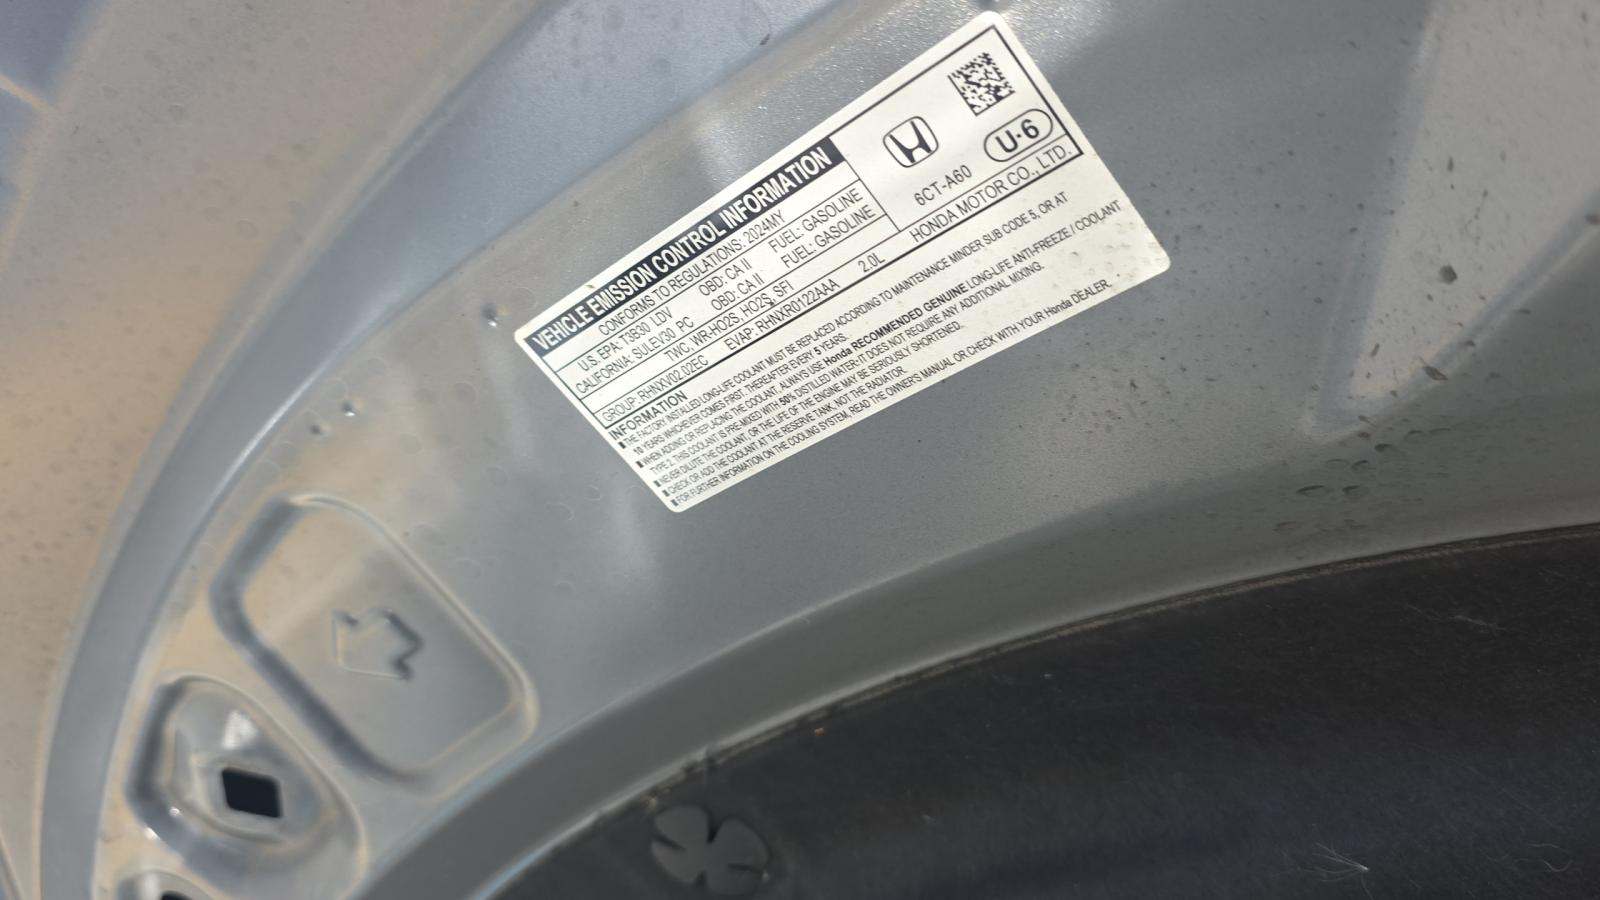 VEHICLE EMISSION CONTROL INFORMATION
CONFORMS TO REGULATIONS: 2024MY
U.S. EPA: T3B30 LDV OBD: CA II FUEL: GASOLINE
CALIFORNIA: SULEV30 PC OBD: CA II FUEL: GASOLINE
TWC, WR-HO2S, HO2S, SFI
6CT-A60
U-6
GROUP: RHNXV02.02EC EVAP: RHNXR0122AAA 2.0L HONDA MOTOR CO., LTD.
INFORMATION
THE FACTORY INSTALLED LONG-LIFE COOLANT MUST BE REPLACED ACCORDING TO MAINTENANCE MINDER SUB CODE 5, OR AT
10 YEARS WHICHEVER COMES FIRST. THEREAFTER EVERY 5 YEARS.
WHEN ADDING OR REPLACING THE COOLANT, ALWAYS USE Honda RECOMMENDED GENUINE LONG-LIFE ANTI-FREEZE / COOLANT
TYPE 2. THIS COOLANT IS PRE-MIXED WITH 50% DISTILLED WATER-IT DOES NOT REQUIRE ANY ADDITIONAL MIXING.
NEVER DILUTE THE COOLANT, OR THE LIFE OF THE ENGINE MAY BE SERIOUSLY SHORTENED.
CHECK OR ADD THE COOLANT AT THE RESERVE TANK, NOT THE RADIATOR.
FOR FURTHER INFORMATION ON THE COOLING SYSTEM, READ THE OWNER'S MANUAL OR CHECK WITH YOUR Honda DEALER.